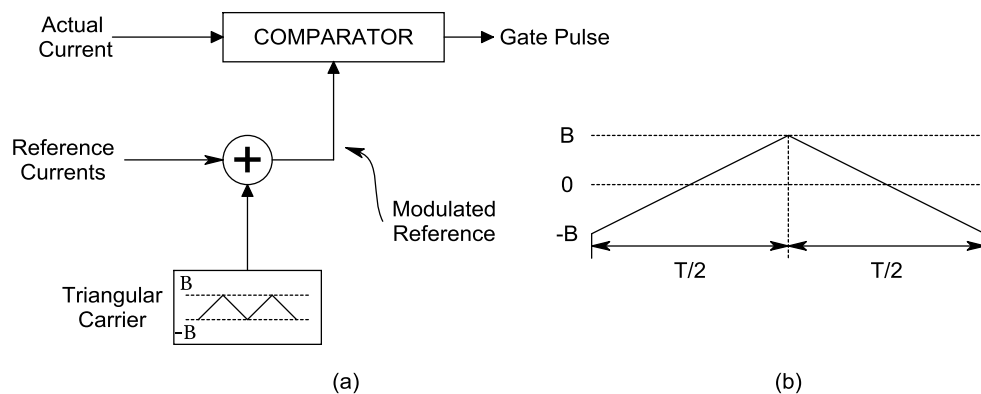 Actual
Current
COMPARATOR
Gate Pulse
Reference
Currents
+
Modulated
Reference
Triangular
Carrier
B
-B
(a)
B
0
-B
T/2
T/2
(b)